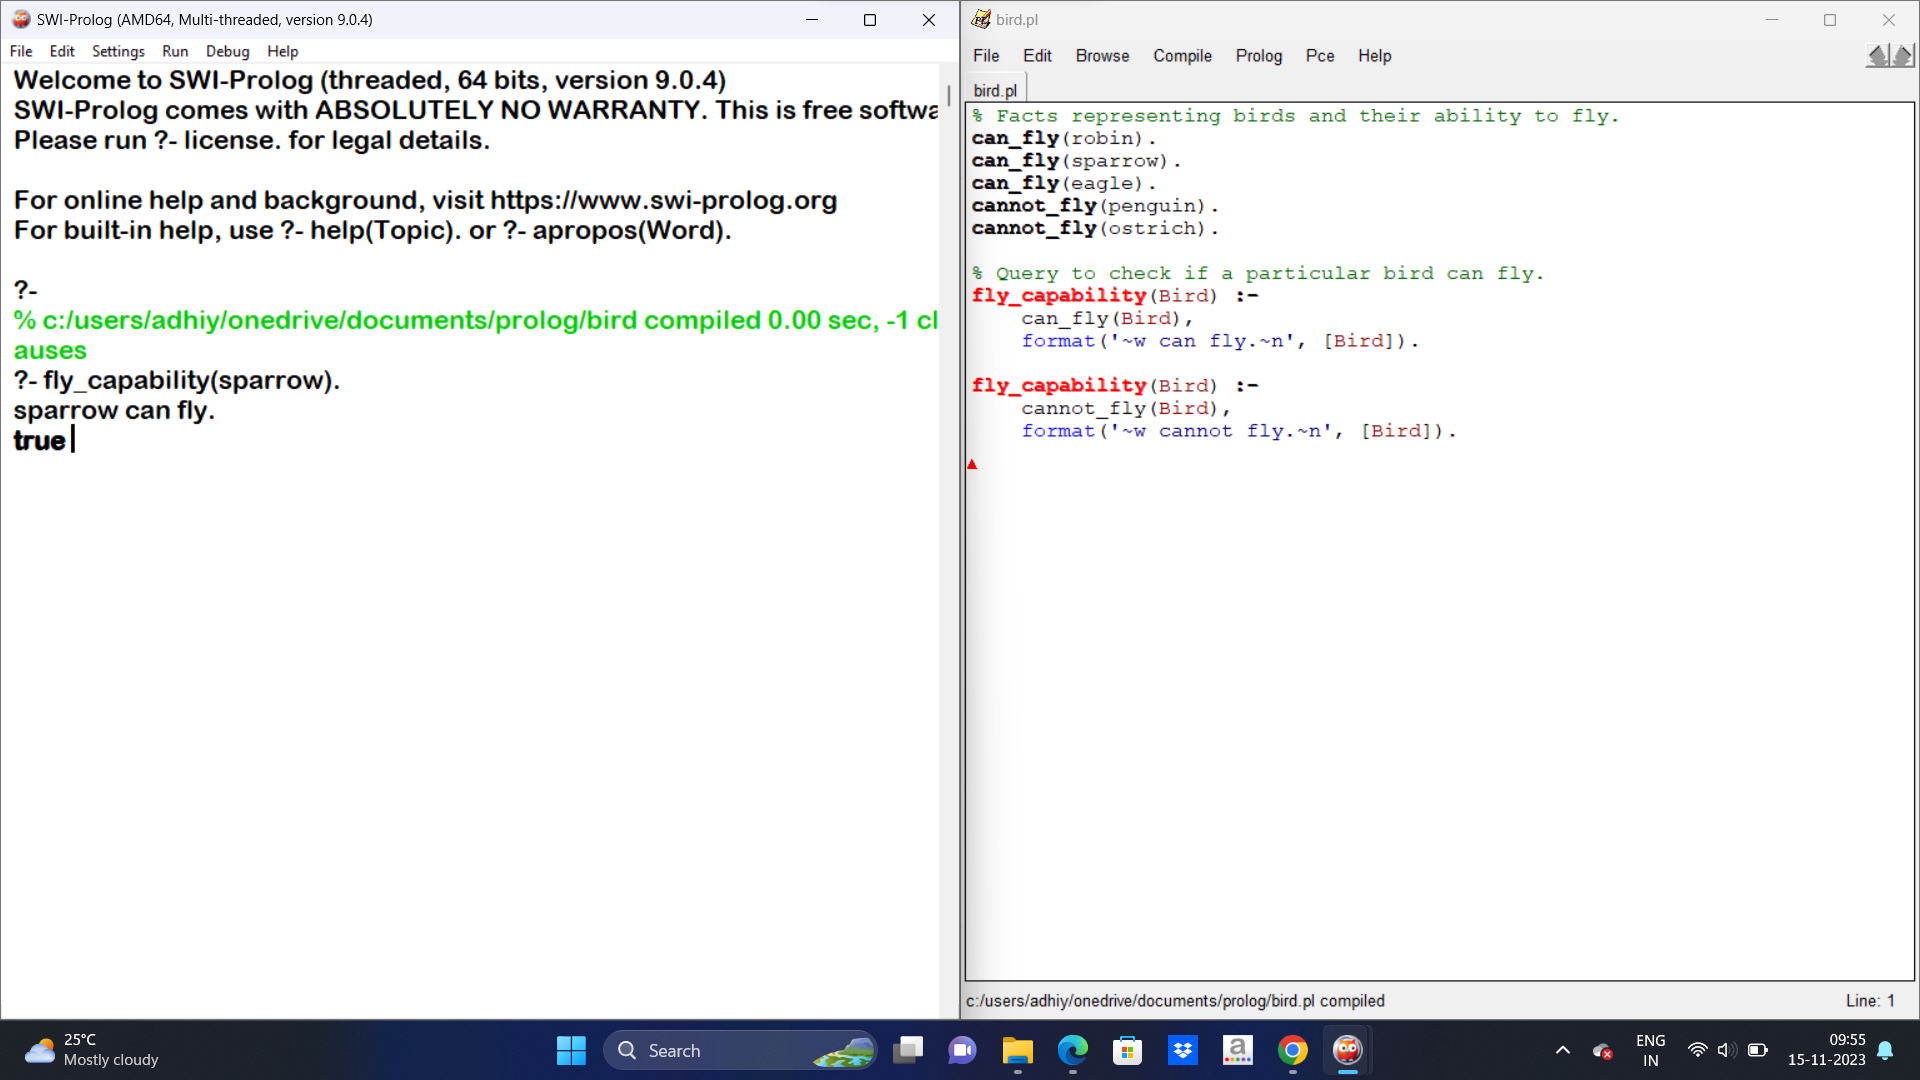 SWI-Prolog (AMD64, Multi-threaded, version 9.0.4)
File Edit Settings Run Debug Help
Welcome to SWI-Prolog (threaded, 64 bits, version 9.0.4)
SWI-Prolog comes with ABSOLUTELY NO WARRANTY. This is free softwa
Please run ?- license. for legal details.
For online help and background, visit https://www.swi-prolog.org
For built-in help, use ?- help(Topic). or ?- apropos(Word).
?-
% c:/users/adhiy/onedrive/documents/prolog/bird compiled 0.00 sec, -1 cl
auses
?- fly_capability(sparrow).
sparrow can fly.
true
bird.pl
File Edit Browse Compile Prolog Pce Help
bird.pl
% Facts representing birds and their ability to fly.
can_fly(robin).
can_fly(sparrow).
can_fly(eagle).
cannot_fly(penguin).
cannot_fly(ostrich).
% Query to check if a particular bird can fly.
fly_capability(Bird) :-
can_fly(Bird),
format('~w can fly.~n', [Bird]).
fly_capability(Bird) :-
cannot_fly(Bird),
format('~w cannot fly.~n', [Bird]).
c:/users/adhiy/onedrive/documents/prolog/bird.pl compiled
Line: 1
25°C
Mostly cloudy
Search
a
ENG
IN
09:55
15-11-2023